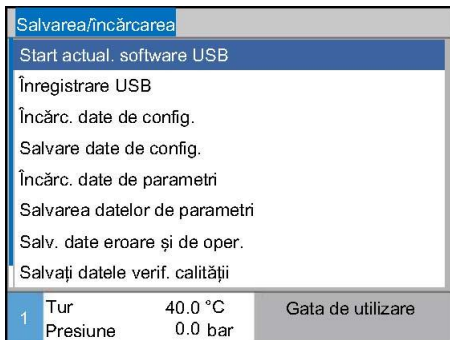 Salvarea/încărcarea
Start actual. software USB
Înregistrare USB
Încărc. date de config.
Salvare date de config.
Încărc. date de parametri
Salvarea datelor de parametri
Salv. date eroare și de oper.
Salvați datele verif. calității
1 Tur 40.0 °C Gata de utilizare
Presiune 0.0 bar